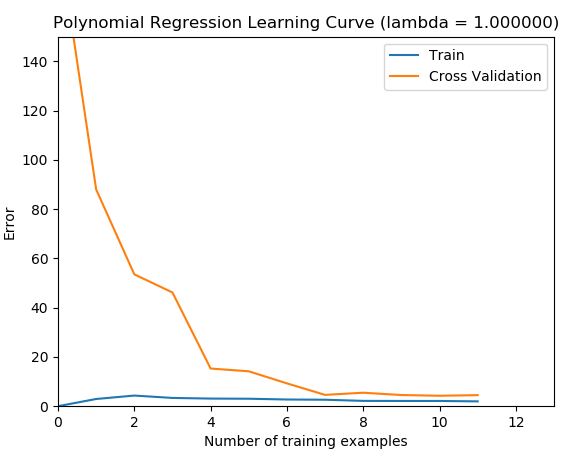 Polynomial Regression Learning Curve (lambda = 1.000000)
Train
Cross Validation
140
120
100
80
60
40
20
0
Error
0 2 4 6 8 10 12
Number of training examples